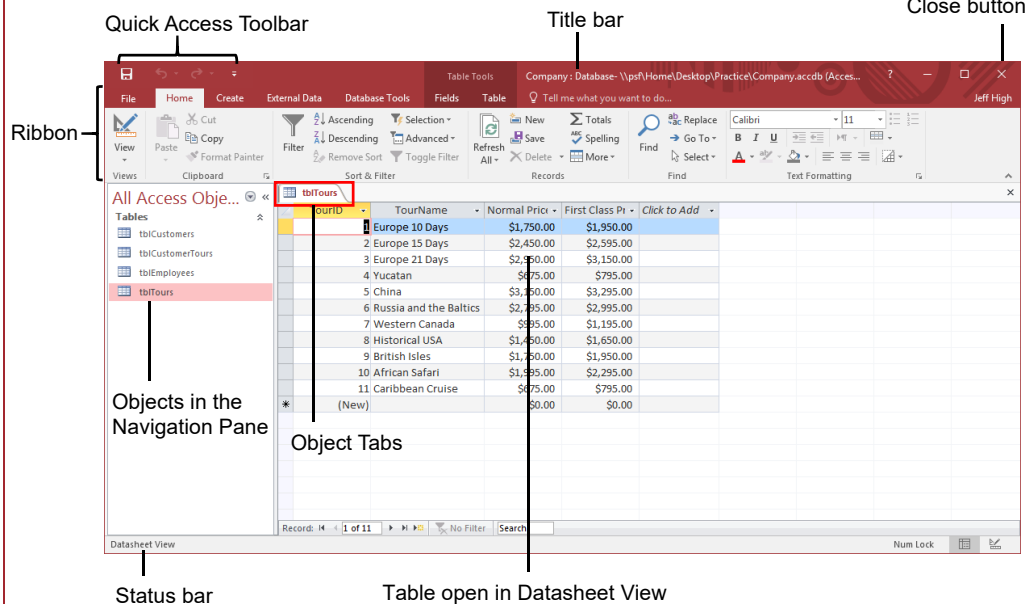 Close button
Quick Access Toolbar
Title bar
Table Tools
Company : Database- \\psf\Home\Desktop\Practice\Company.accdb (Acces...
?
File Home Create External Data Database Tools Fields Table Tell me what you want to do... Jeff High
Ribbon
View
Views
Paste
Cut
Copy
Format Painter
Clipboard
Filter
Ascending
Descending
Remove Sort
Selection
Advanced
Toggle Filter
Sort & Filter
Refresh
All
New
Save
Delete
Totals
Spelling
More
Records
Find
Replace
Go To
Select
Find
Calibri 11
B I U
A
Text Formatting
All Access Obje...
Tables
tblCustomers
tblCustomerTours
tblEmployees
tblTours
tblTours
TourID TourName Normal Price First Class Pr Click to Add
1 Europe 10 Days $1,750.00 $1,950.00
2 Europe 15 Days $2,450.00 $2,595.00
3 Europe 21 Days $2,950.00 $3,150.00
4 Yucatan $675.00 $795.00
5 China $3,150.00 $3,295.00
6 Russia and the Baltics $2,795.00 $2,995.00
7 Western Canada $995.00 $1,195.00
8 Historical USA $1,450.00 $1,650.00
9 British Isles $1,750.00 $1,950.00
10 African Safari $1,995.00 $2,295.00
11 Caribbean Cruise $675.00 $795.00
(New) $0.00 $0.00
Objects in the
Navigation Pane
Object Tabs
Record: 1 of 11 No Filter Search
Datasheet View
Num Lock
Status bar
Table open in Datasheet View